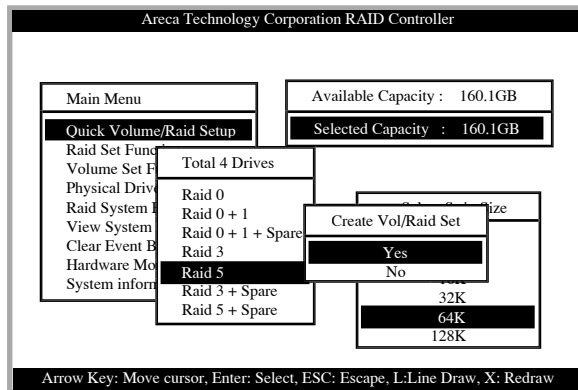 Areca Technology Corporation RAID Controller
Main Menu
Quick Volume/Raid Setup
Raid Set
Volume Set F
Physical Drive
Raid System
View System
Clear Event B
Hardware Mo
System inform
Total 4 Drives
Raid 0
Raid 0 + 1
Raid 0 + 1 + Spare
Raid 3
Raid 5
Raid 3 + Spare
Raid 5 + Spare
Available Capacity : 160.1GB
Selected Capacity : 160.1GB
Size
Create Vol/Raid Set
Yes
No
32K
64K
128K
Arrow Key: Move cursor, Enter: Select, ESC: Escape, L:Line Draw, X: Redraw